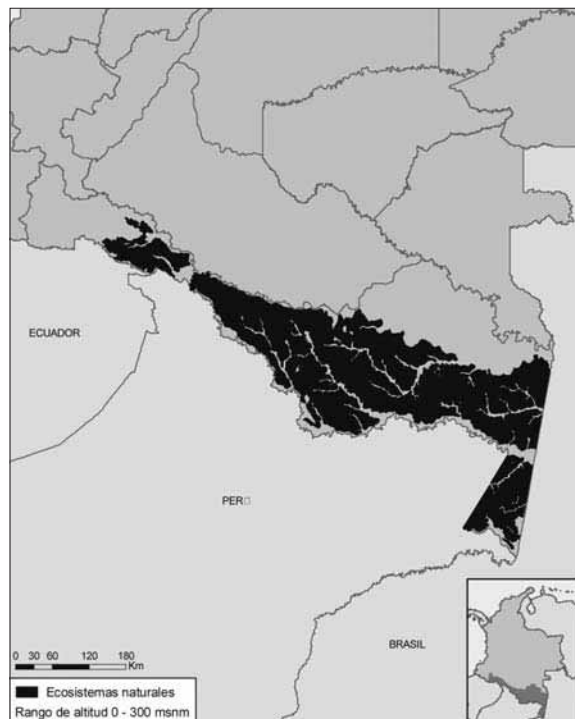 ECUADOR
PER□
BRASIL
0 30 60 120 180
Km
Ecosistemas naturales
Rango de altitud 0 - 300 msnm